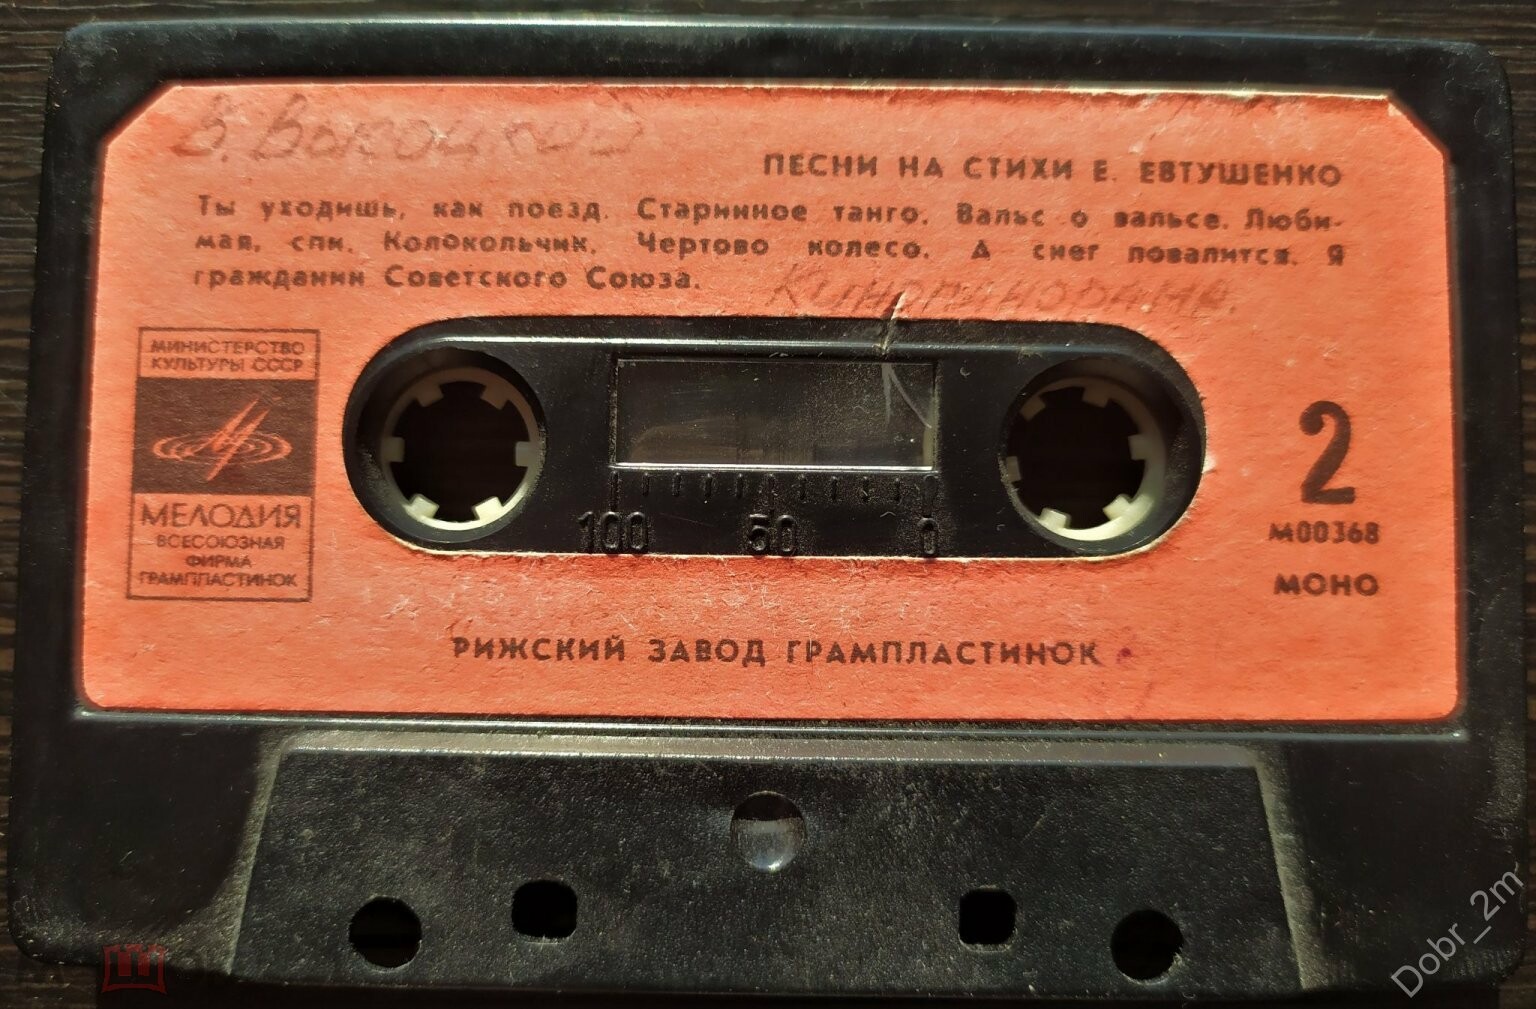 В. Высоцкий
ПЕСНИ НА СТИХИ Е. ЕВТУШЕНКО
Ты уходишь, как поезд. Старинное танго. Вальс о вальсе. Люби-
мая, спи. Колокольчик. Чертово колесо. А снег повалится. Я
гражданин Советского Союза.
Кинопанорама.
МИНИСТЕРСТВО
КУЛЬТУРЫ СССР
МЕЛОДИЯ
ВСЕСОЮЗНАЯ
ФИРМА
ГРАМПЛАСТИНОК
100 50 0
2
М00368
МОНО
РИЖСКИЙ ЗАВОД ГРАМПЛАСТИНОК
Dobr_2m